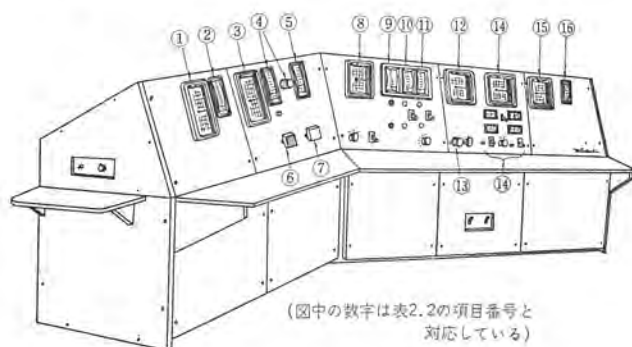 ① ② ③ ④ ⑤ ⑧ ⑨ ⑩ ⑪ ⑫ ⑭ ⑮ ⑯
⑥ ⑦ ⑬ ⑭
(図中の数字は表2.2の項目番号と
対応している)